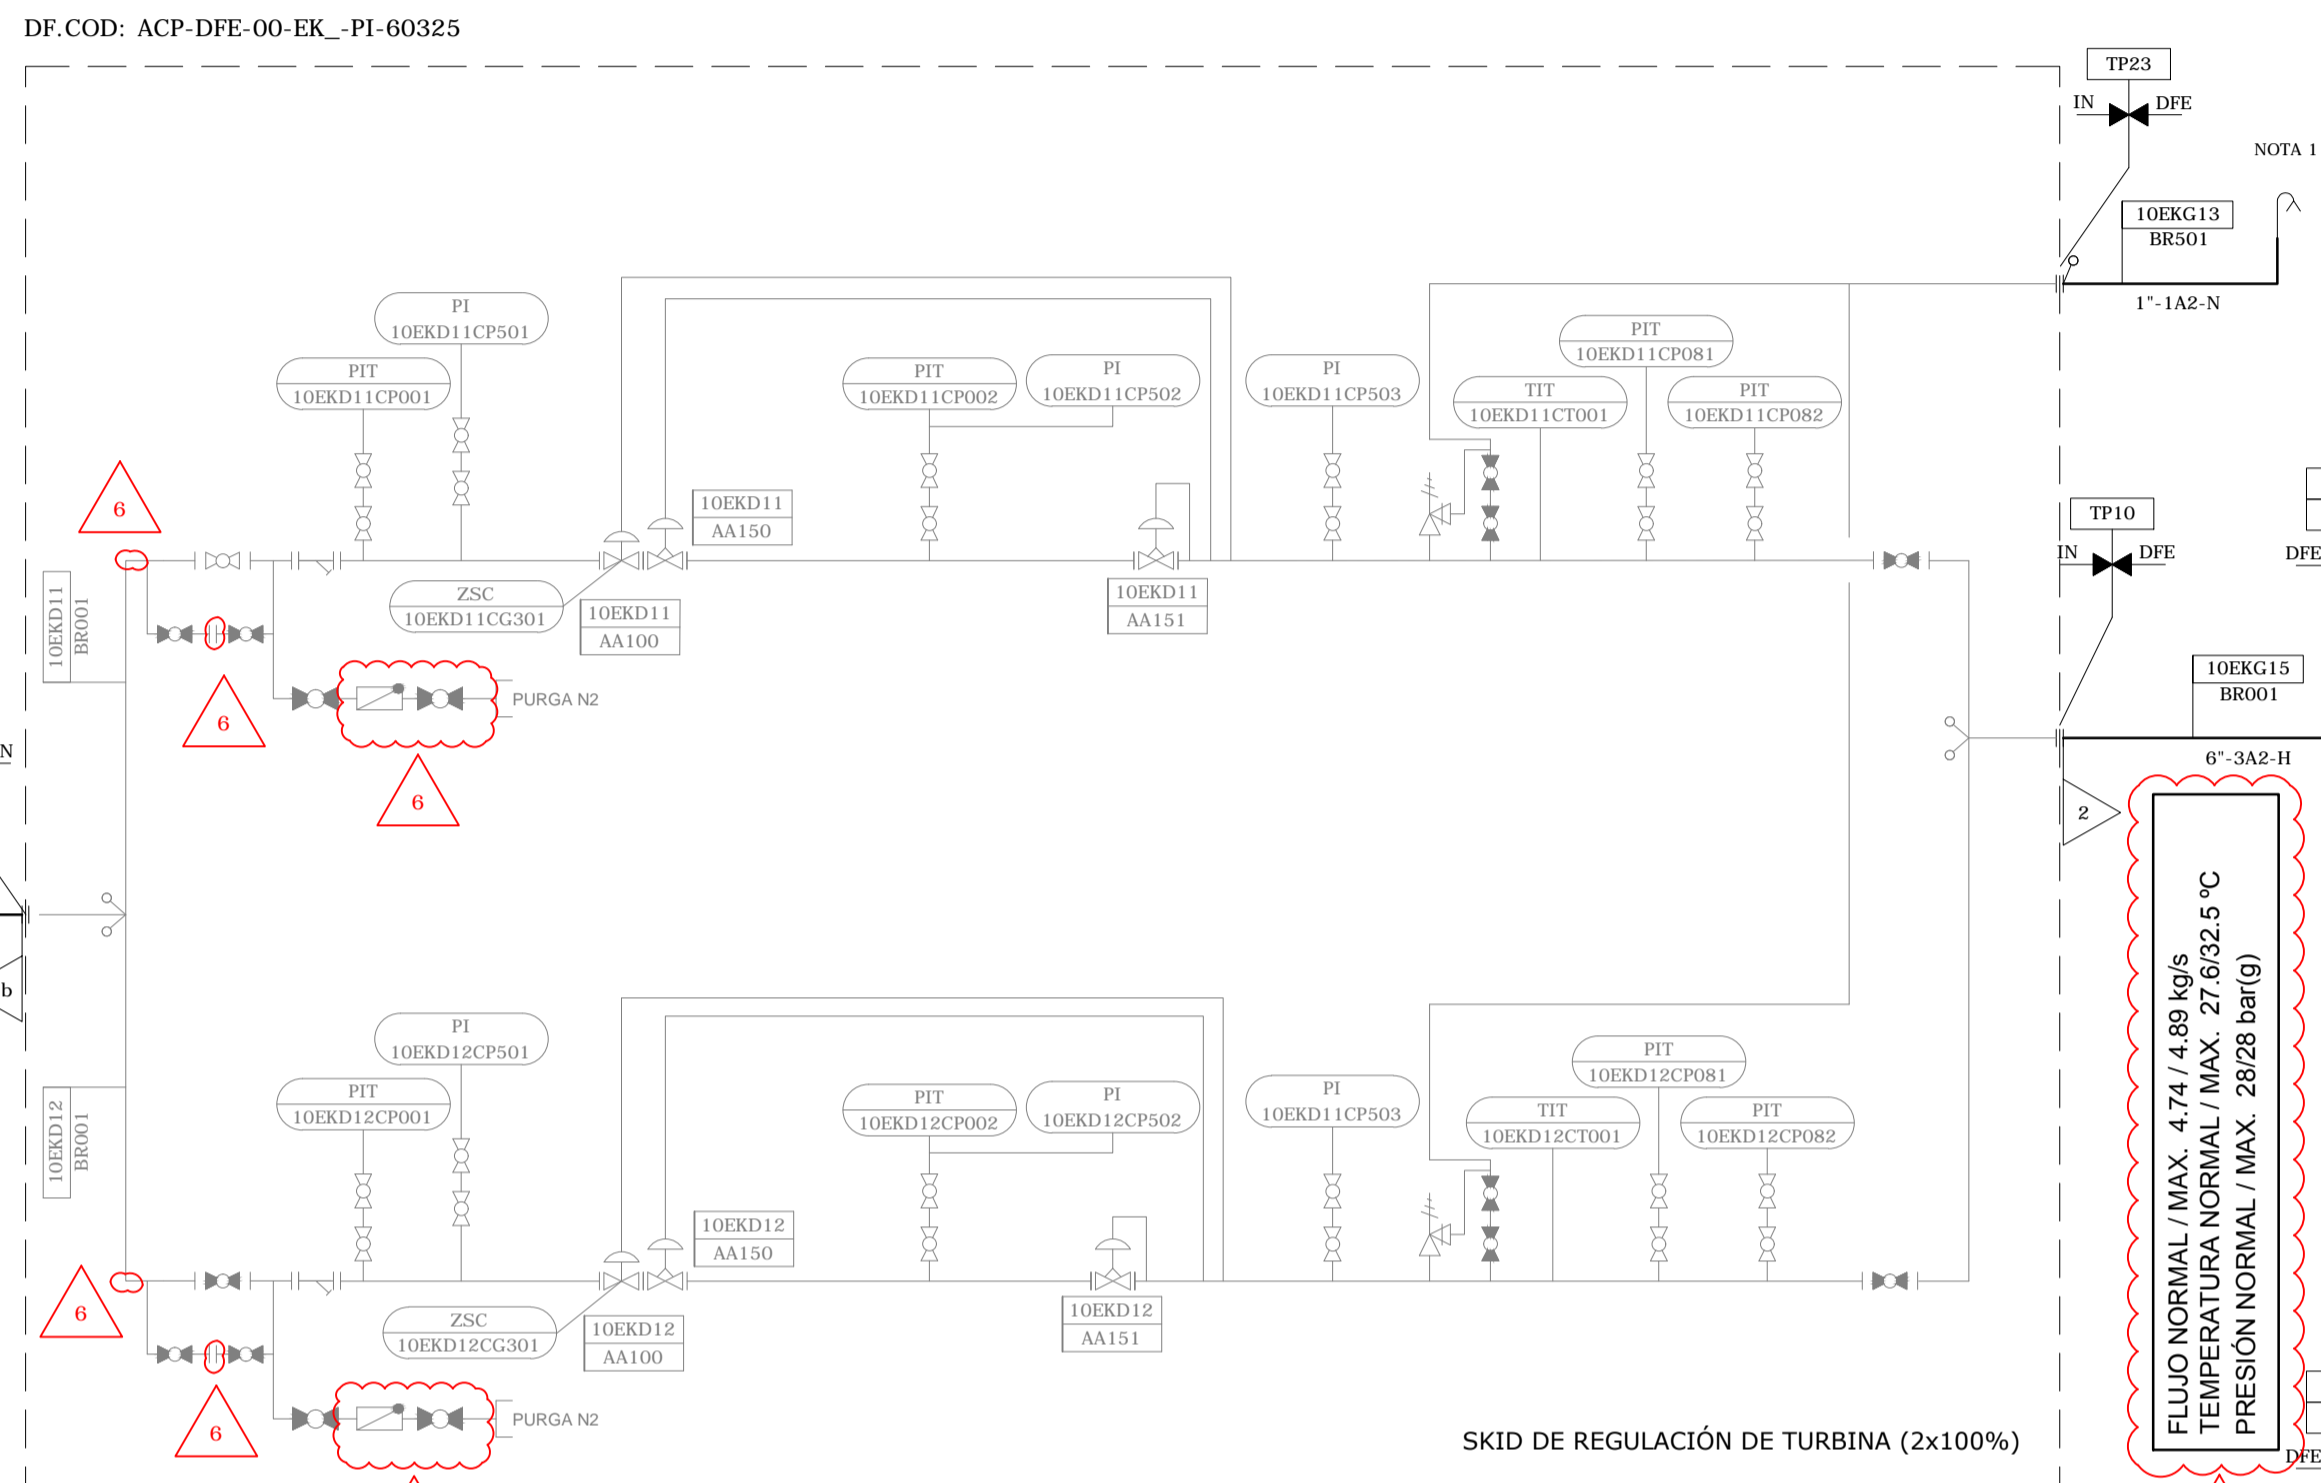 DF.COD: ACP-DFE-00-EK_-PI-60325
TP23
IN
DFE
NOTA 1
10EKG13
BR501
1"-1A2-N
PI
10EKD11CP501
PIT
10EKD11CP001
PIT
10EKD11CP002
PI
10EKD11CP502
PI
10EKD11CP503
PIT
10EKD11CP081
TIT
10EKD11CT001
PIT
10EKD11CP082
6
10EKD11
AA150
TP10
IN
DFE
DFE
10EKD11
BR001
ZSC
10EKD11CG301
10EKD11
AA100
10EKD11
AA151
6
PURGA N2
6
N
10EKG15
BR001
6"-3A2-H
2
b
FLUJO NORMAL / MAX. 4.74 / 4.89 kg/s
TEMPERATURA NORMAL / MAX. 27.6/32.5 ºC
PRESIÓN NORMAL / MAX. 28/28 bar(g)
PI
10EKD12CP501
PIT
10EKD12CP001
PIT
10EKD12CP002
PI
10EKD12CP502
PI
10EKD11CP503
PIT
10EKD12CP081
TIT
10EKD12CT001
PIT
10EKD12CP082
10EKD12
BR001
10EKD12
AA150
6
ZSC
10EKD12CG301
10EKD12
AA100
10EKD12
AA151
6
PURGA N2
SKID DE REGULACIÓN DE TURBINA (2x100%)
DFE